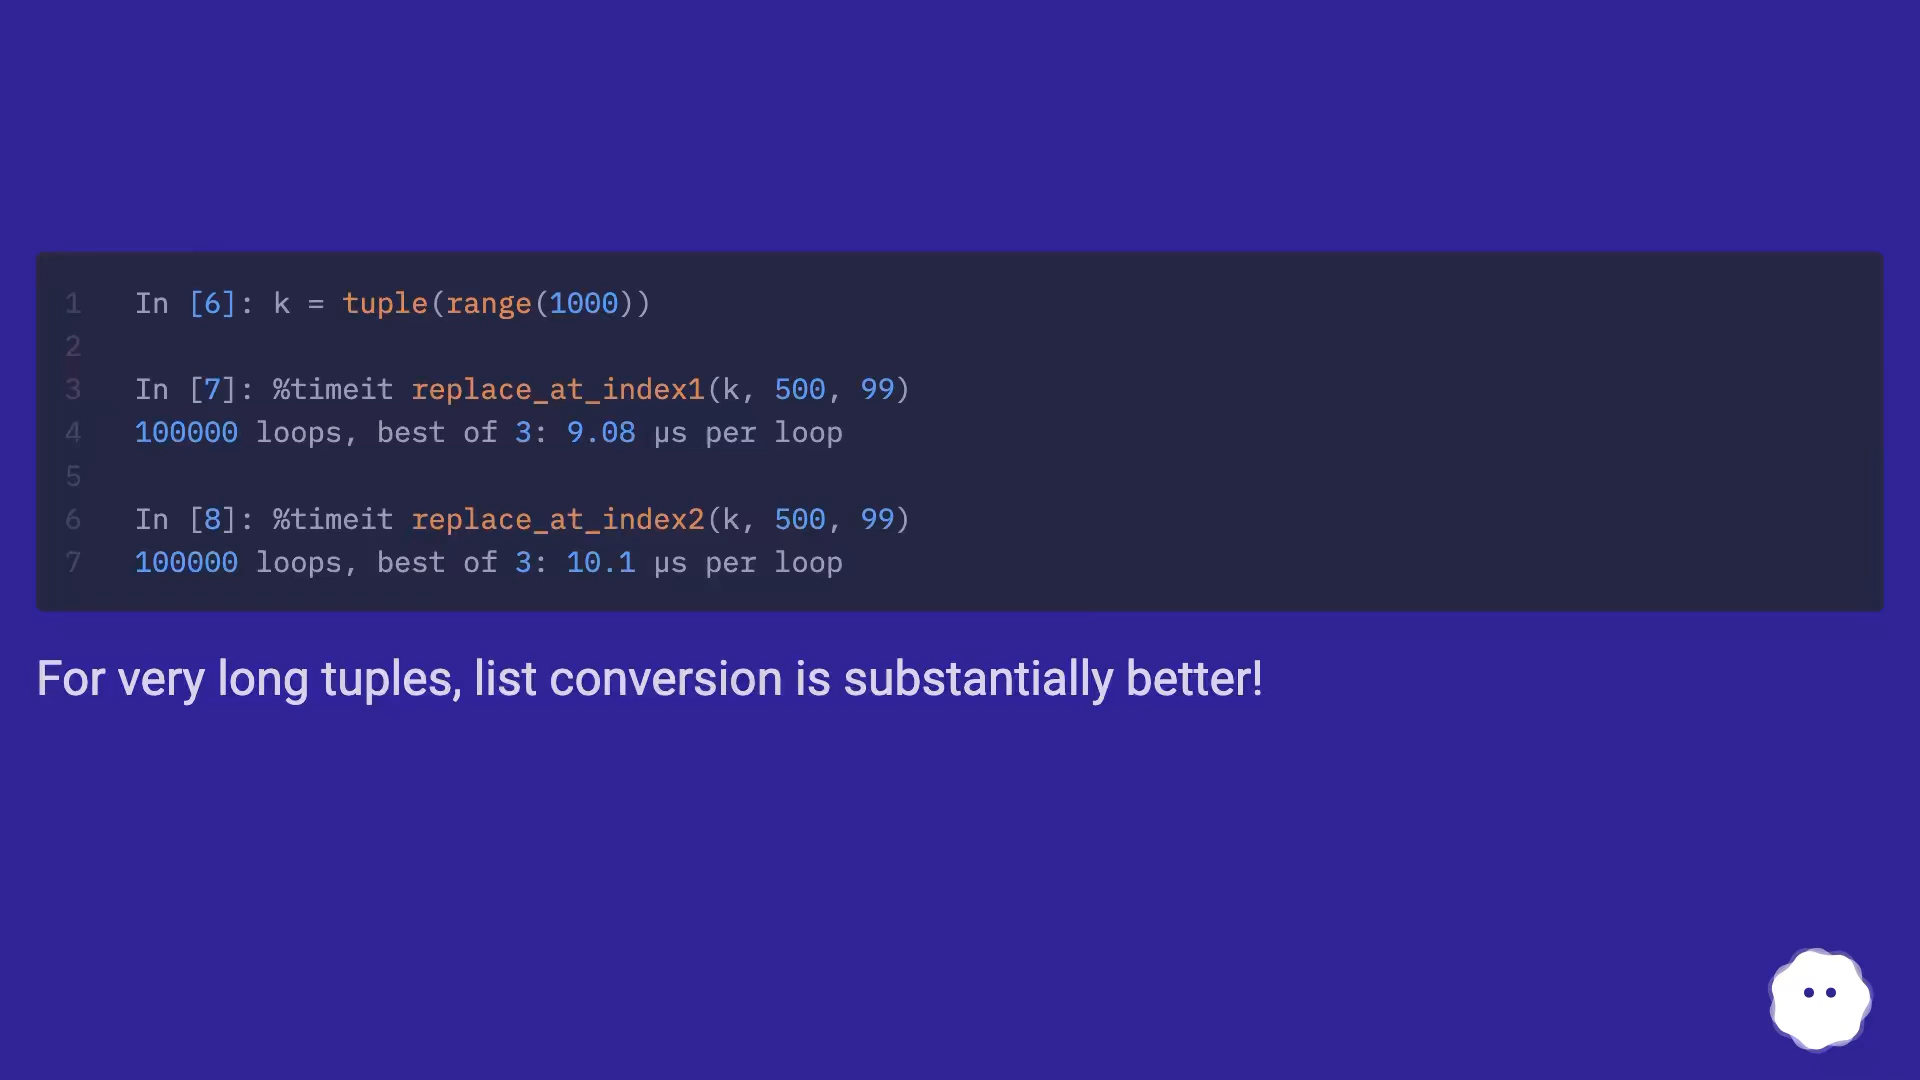 1 In [6]: k = tuple(range(1000))
2
3 In [7]: %timeit replace_at_index1(k, 500, 99)
4 100000 loops, best of 3: 9.08 µs per loop
5
6 In [8]: %timeit replace_at_index2(k, 500, 99)
7 100000 loops, best of 3: 10.1 µs per loop
For very long tuples, list conversion is substantially better!